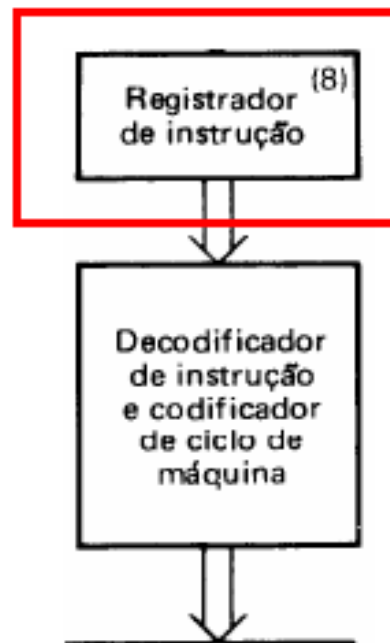 Registrador (8)
de instrução
Decodificador
de instrução
e codificador
de ciclo de
máquina